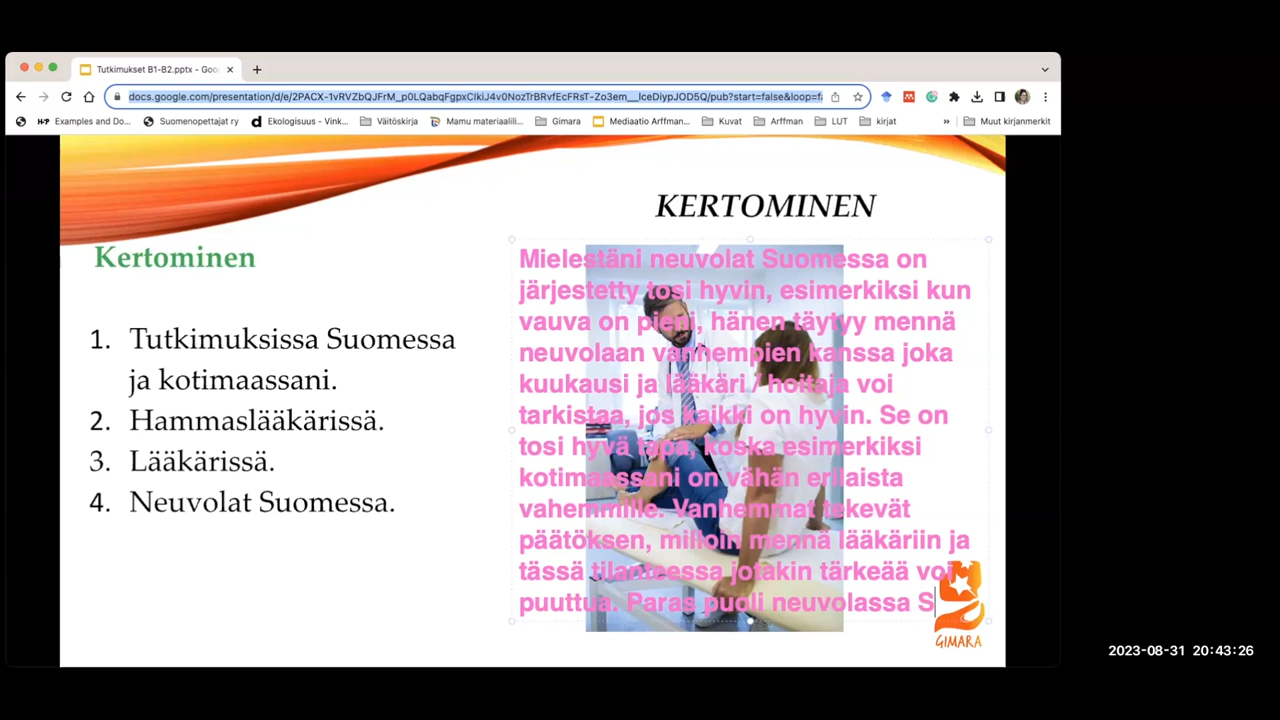 Tutkimukset B1-B2.pptx - Goo
docs.google.com/presentation/d/e/2PACX-1vRVZbQJFrM_p0LQabqFgpxClkiJ4v0NozTrBRvfEcFRsT-Zo3em__lceDiypJOD5Q/pub?start=false&loop=fa
Examples and Do... Suomenopettajat ry Ekologisuus - Vink... Väitöskirja Mamu materiaalili... Gimara Mediaatio Arffman... Kuvat Arffman LUT kirjat » Muut kirjanmerkit
KERTOMINEN
Kertominen
1. Tutkimuksissa Suomessa
ja kotimaassani.
2. Hammaslääkärissä.
3. Lääkärissä.
4. Neuvolat Suomessa.
Mielestäni neuvolat Suomessa on
järjestetty tosi hyvin, esimerkiksi kun
vauva on pieni, hänen täytyy mennä
neuvolaan vanhempien kanssa joka
kuukausi ja lääkäri / hoitaja voi
tarkistaa, jos kaikki on hyvin. Se on
tosi hyvä tapa, koska esimerkiksi
kotimaassani on vähän erilaista
vahemmille. Vanhemmat tekevät
päätöksen, milloin mennä lääkäriin ja
tässä tilanteessa jotakin tärkeää voi
puuttua. Paras puoli neuvolassa S
GIMARA
2023-08-31 20:43:26